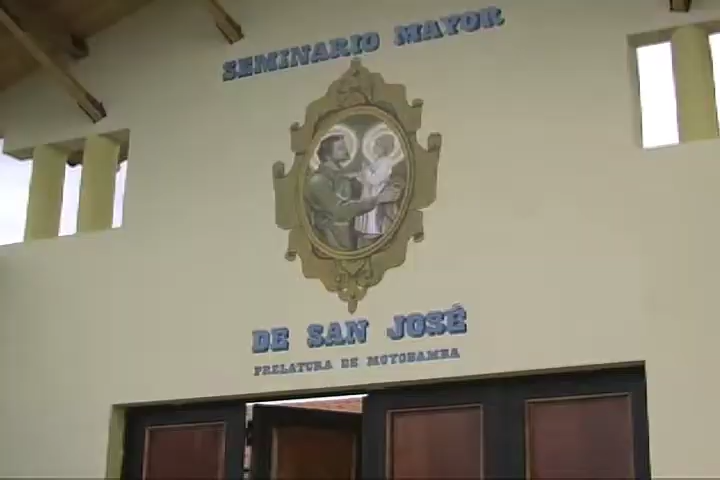 SEMINARIO MAYOR
DE SAN JOSÉ
PRELATURA DE MOYOBAMBA